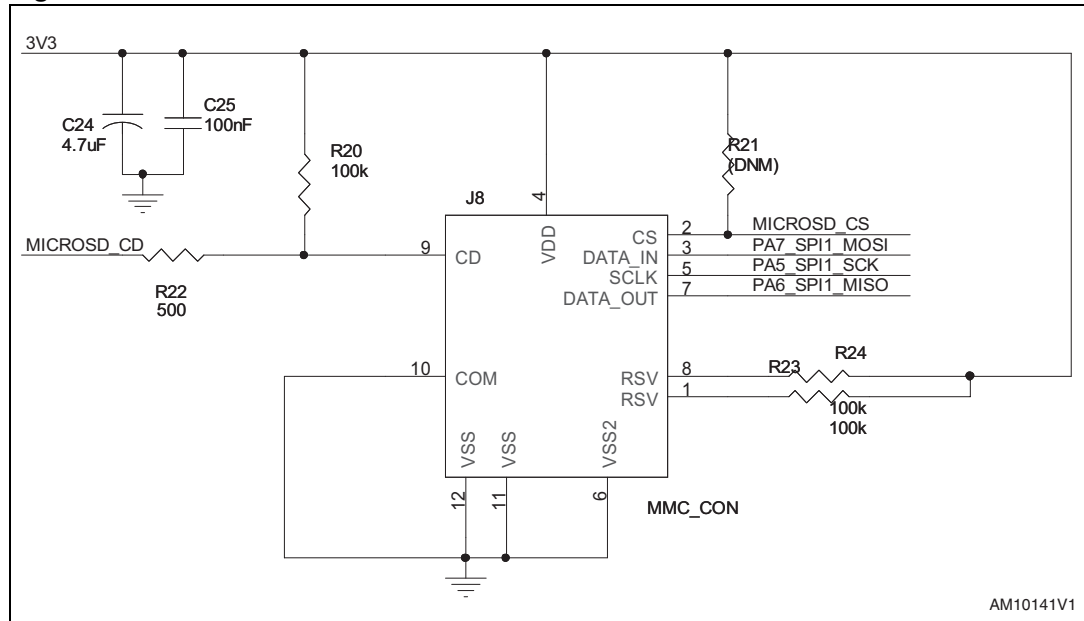 3V3
C24
4.7uF
C25
100nF
R20
100k
R21
(DNM)
J8
4
VDD
MICROSD_CD
R22
500
9
CD
CS
2
MICROSD_CS
DATA_IN
3
PA7_SPI1_MOSI
SCLK
5
PA5_SPI1_SCK
DATA_OUT
7
PA6_SPI1_MISO
10
COM
RSV
8
R23
R24
RSV
1
100k
100k
VSS
VSS
VSS2
12
11
6
MMC_CON
AM10141V1